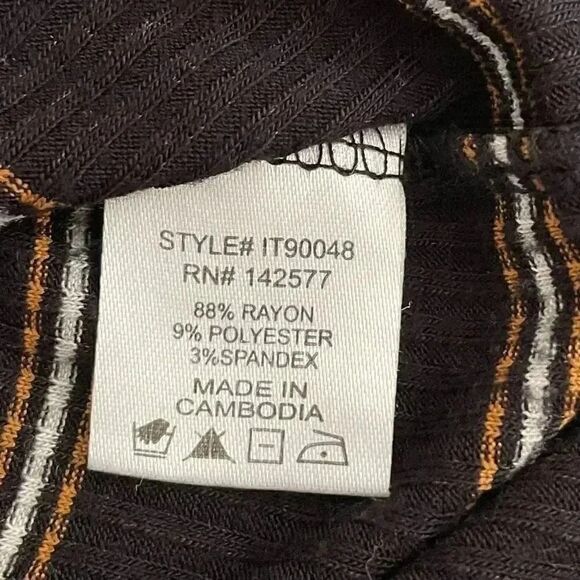 STYLE# IT90048
RN# 142577
88% RAYON
9% POLYESTER
3%SPANDEX
MADE IN
CAMBODIA